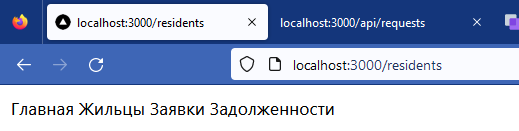 localhost:3000/residents
localhost:3000/api/requests
localhost:3000/residents
Главная Жильцы Заявки Задолженности